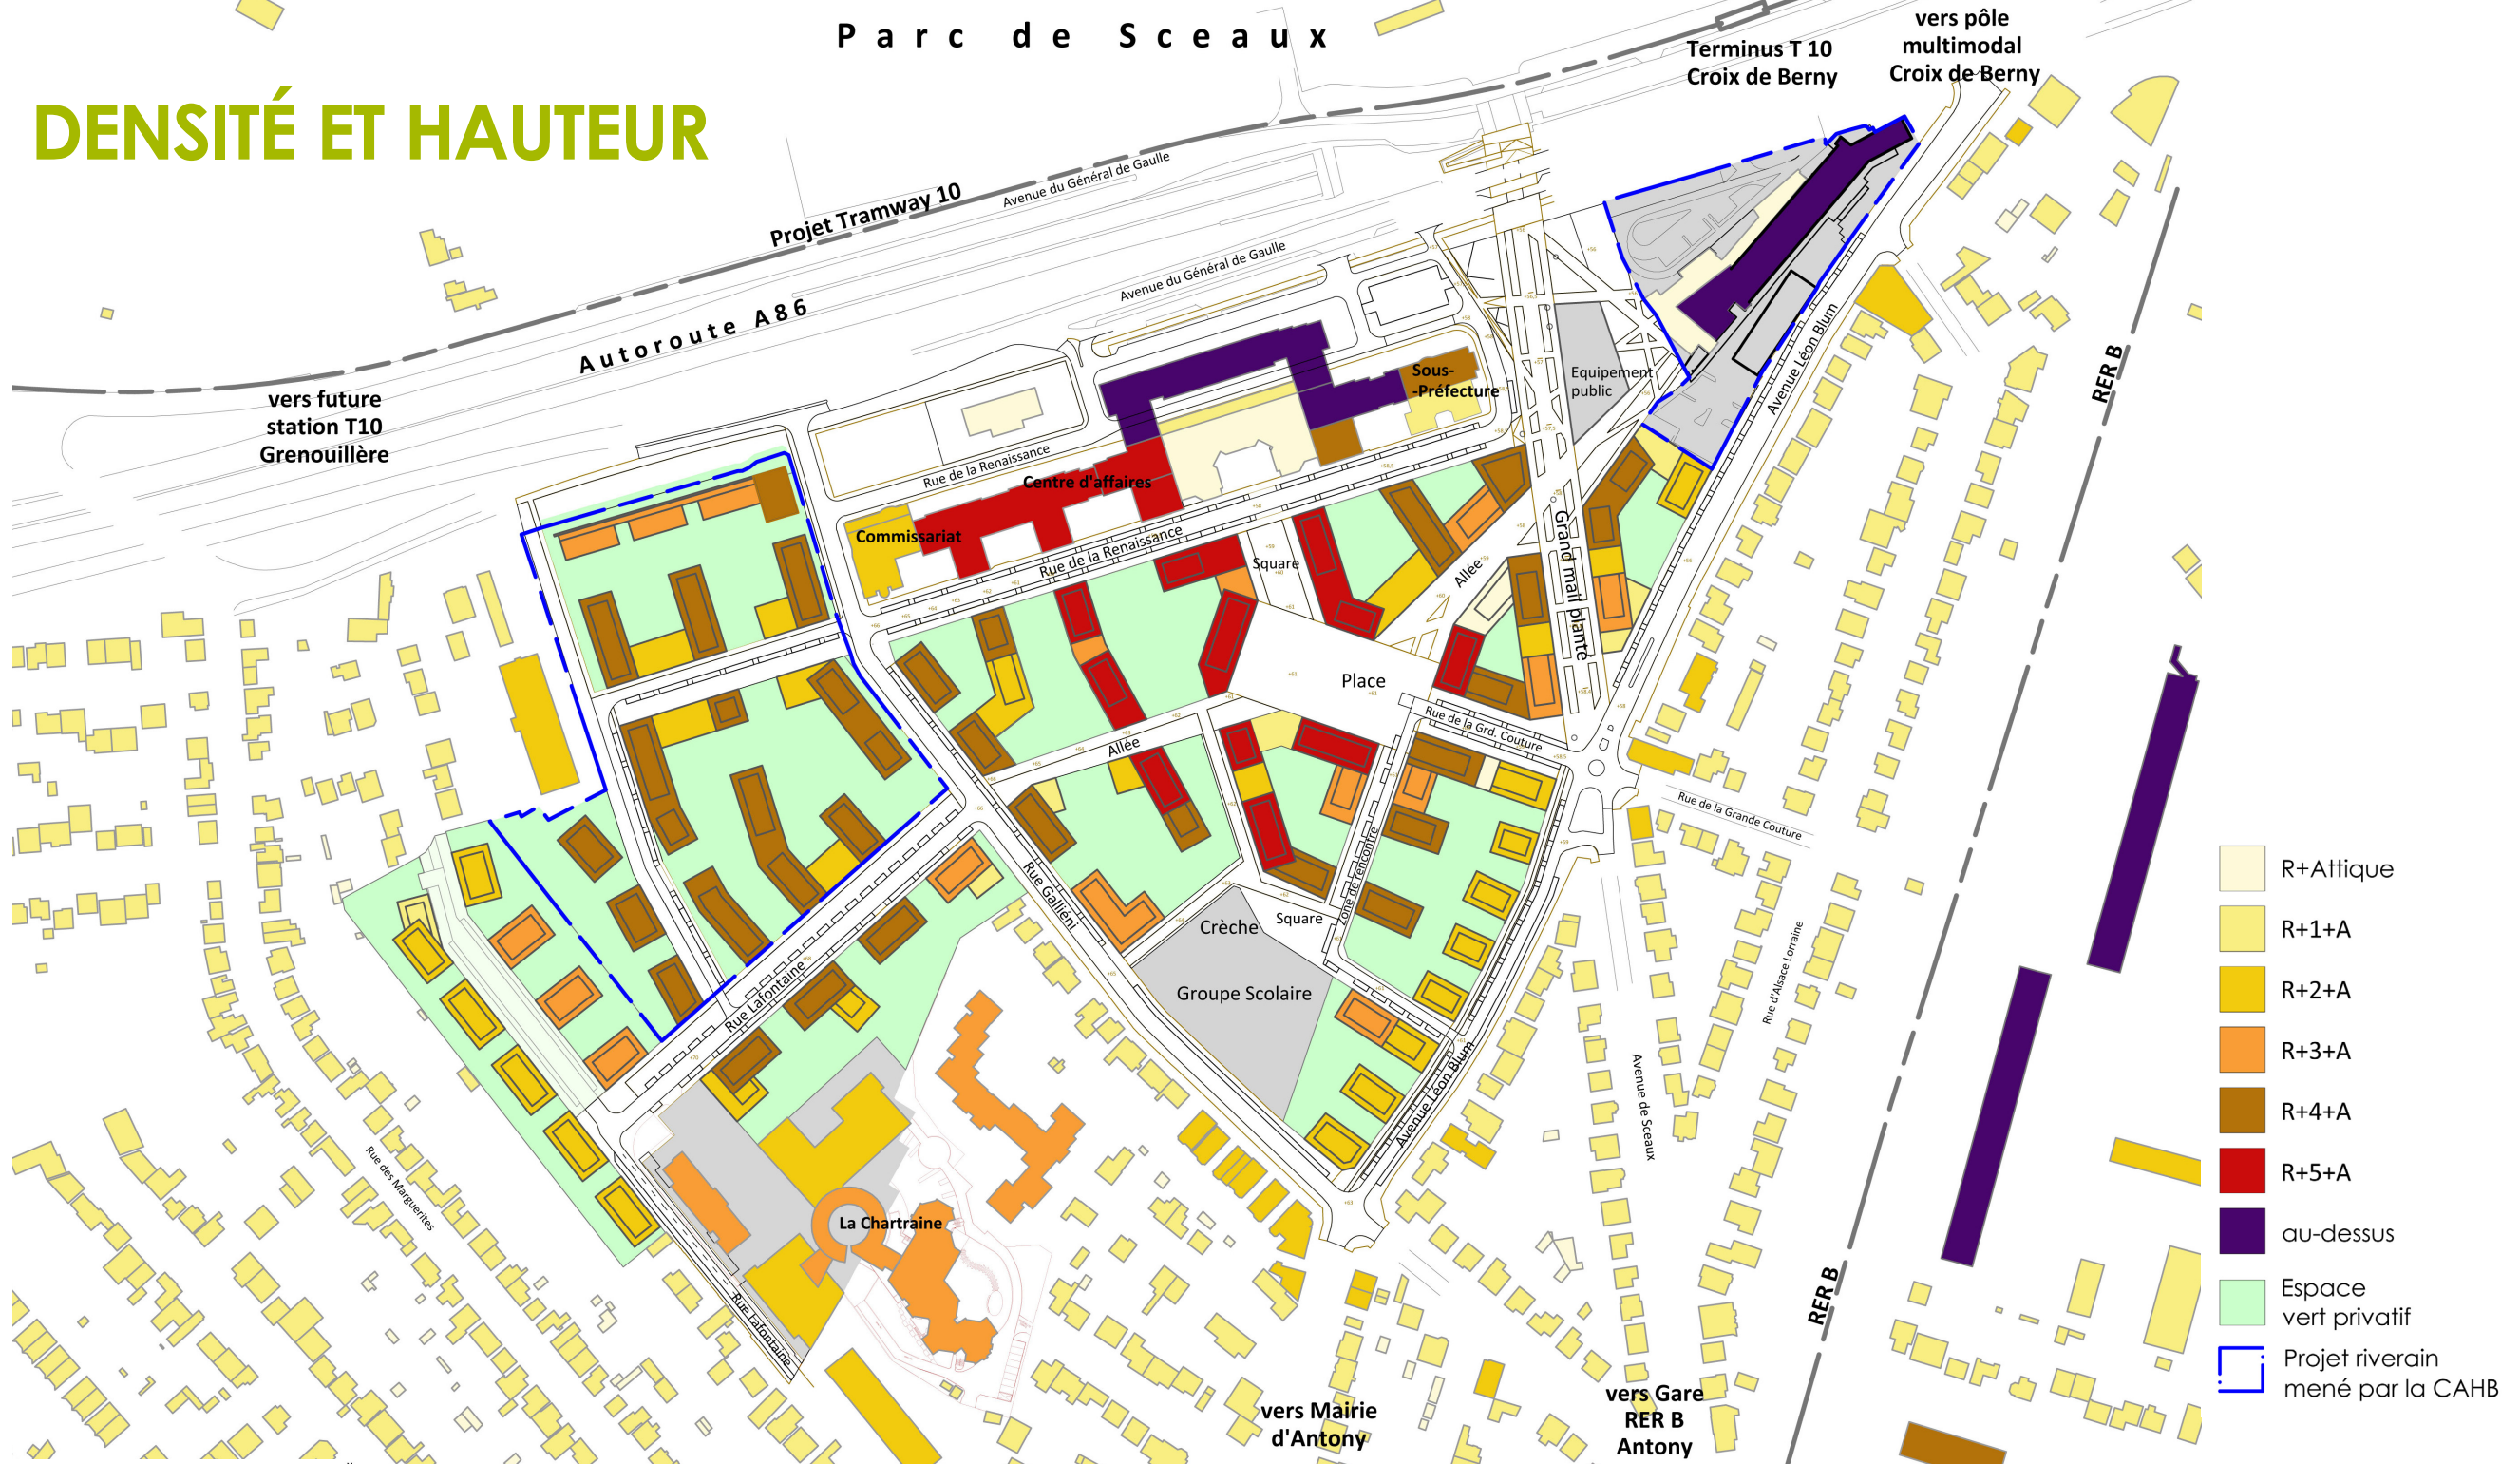 Parc de Sceaux
DENSITÉ ET HAUTEUR
Terminus T 10
Croix de Berny
vers pôle
multimodal
Croix de Berny
Projet Tramway 10
Avenue du Général de Gaulle
Autoroute A86
Avenue du Général de Gaulle
vers future
station T10
Grenouillère
Rue de la Renaissance
Centre d'affaires
Commissariat
Sous-
-Préfecture
Equipement
public
Avenue Léon Blum
RER B
Rue de la Renaissance
Square
Allée
Grand mail planté
Place
Rue de la Grd. Couture
Allée
Rue de la Grande Couture
Zone de rencontre
Rue Galliéni
Crèche
Square
Groupe Scolaire
Rue Lafontaine
Rue d'Alsace Lorraine
Avenue de Sceaux
Avenue Léon Blum
Rue des Marguerites
La Chartraine
Rue Lafontaine
RER B
vers Mairie
d'Antony
vers Gare
RER B
Antony
R+Attique
R+1+A
R+2+A
R+3+A
R+4+A
R+5+A
au-dessus
Espace
vert privatif
Projet riverain
mené par la CAHB